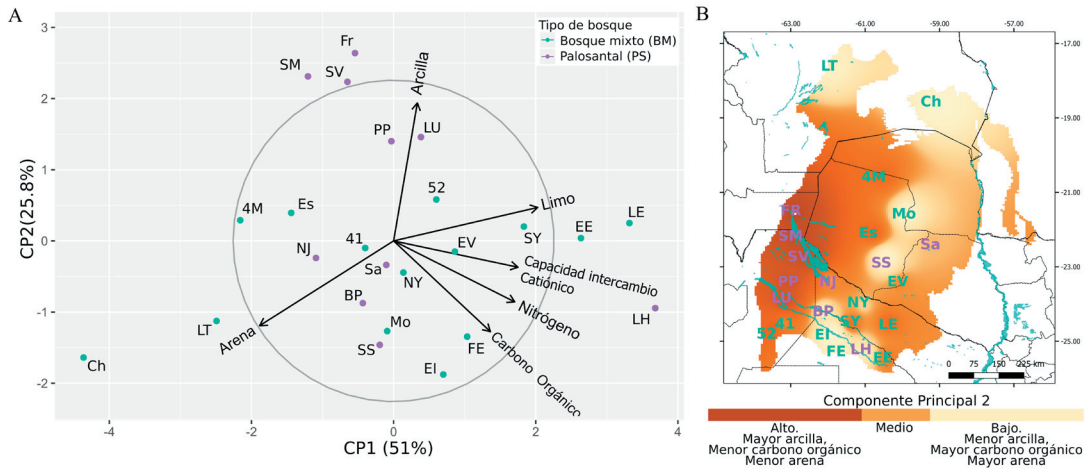 A
Tipo de bosque
Bosque mixto (BM)
Palosantal (PS)
CP2(25.8%)
3
2
1
0
-1
-2
-4
-2
0
2
4
CP1 (51%)
Fr
SM
SV
Arcilla
PP
LU
52
Limo
4M
Es
LE
EE
SY
41
EV
NJ
Sa
NY
Capacidad intercambio
Catiónico
BP
Nitrógeno
LH
LT
Arena
Mo
SS
FE
Carbono Orgánico
Ch
EI
B
-63.00
-61.00
-59.00
-57.00
-17.00
-19.00
-21.00
-23.00
-25.00
LT
Ch
A
4M
FR
Mo
SM
Es
Sa
SV
SS
PP
NJ
EV
LU
BP
NY
52
41
SY
LE
EI
FE
LH
EE
0 75 150 225 km
Componente Principal 2
Alto.
Mayor arcilla,
Menor carbono orgánico
Menor arena
Medio
Bajo.
Menor arcilla,
Mayor carbono orgánico
Mayor arena